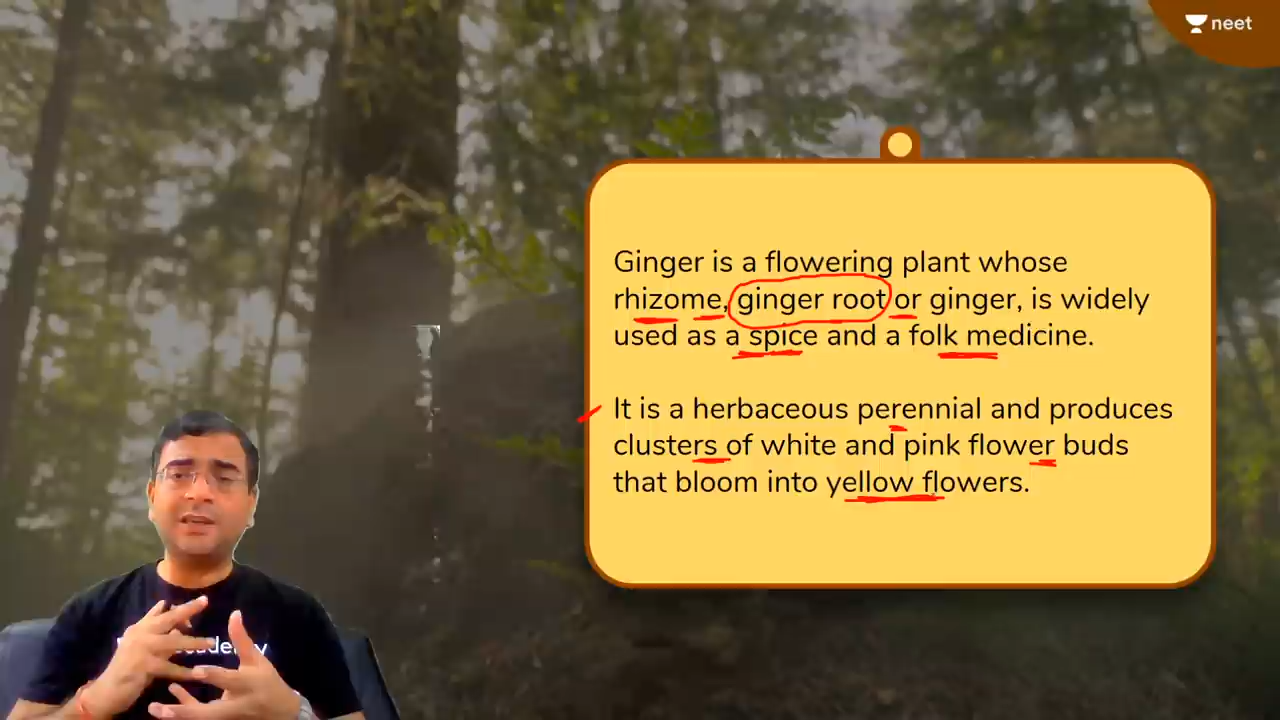 neet
Ginger is a flowering plant whose
rhizome, ginger root or ginger, is widely
used as a spice and a folk medicine.
It is a herbaceous perennial and produces
clusters of white and pink flower buds
that bloom into yellow flowers.